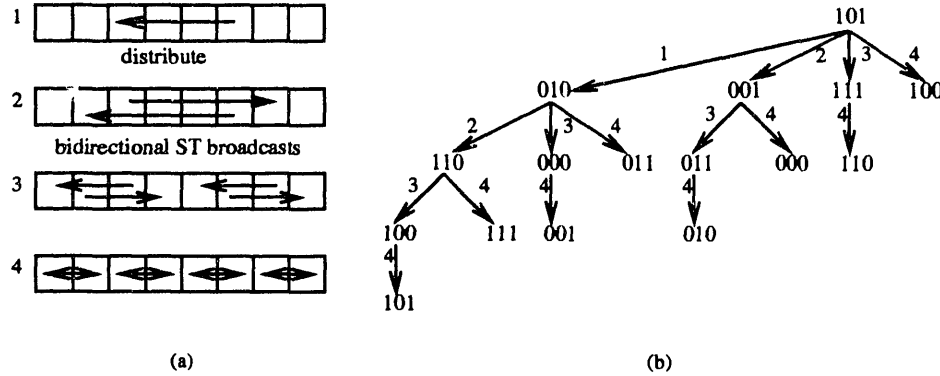 1
distribute
2
bidirectional ST broadcasts
3
4
(a)
101
1 2 3 4
010 001 111 100
2 3 4 3 4 4
110 000 011 011 000 110
3 4 4 4
100 111 001 010
4
101
(b)